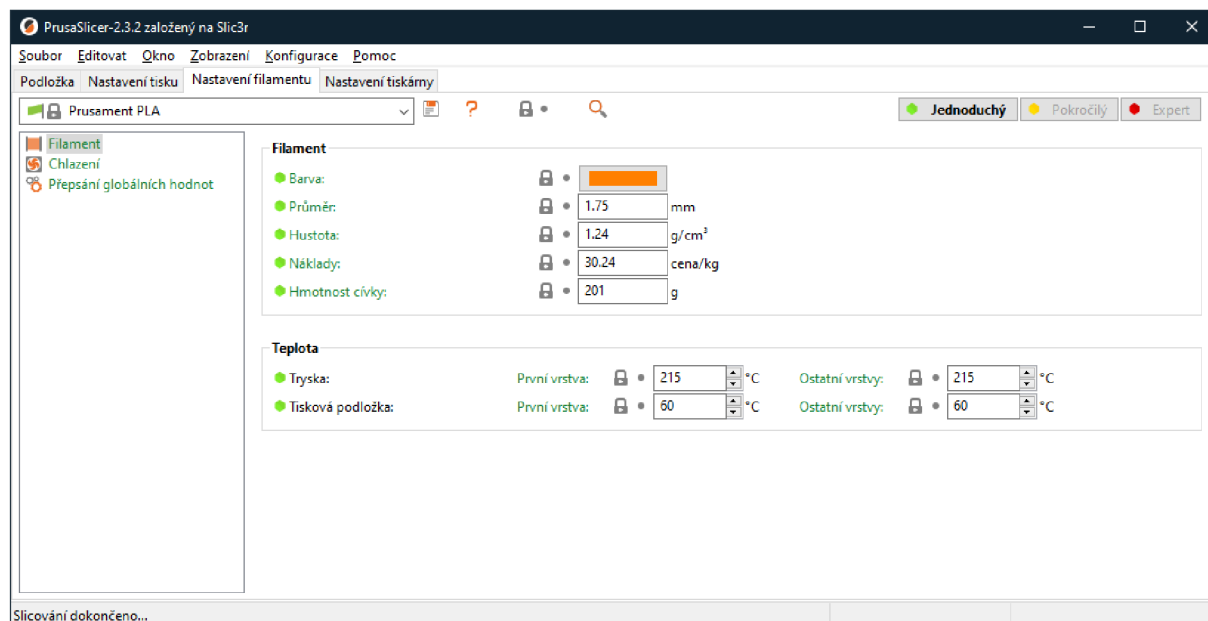 PrusaSlicer-2.3.2 založený na Slic3r
Soubor Editovat Okno Zobrazení Konfigurace Pomoc
Podložka Nastavení tisku Nastavení filamentu Nastavení tiskárny
Prusament PLA ? Jednoduchý Pokročilý Expert
Filament
Chlazení
Přepsání globálních hodnot
Filament
Barva:
Průměr: 1.75 mm
Hustota: 1.24 g/cm³
Náklady: 30.24 cena/kg
Hmotnost cívky: 201 g
Teplota
Tryska: První vrstva: 215 °C Ostatní vrstvy: 215 °C
Tisková podložka: První vrstva: 60 °C Ostatní vrstvy: 60 °C
Slicování dokončeno...